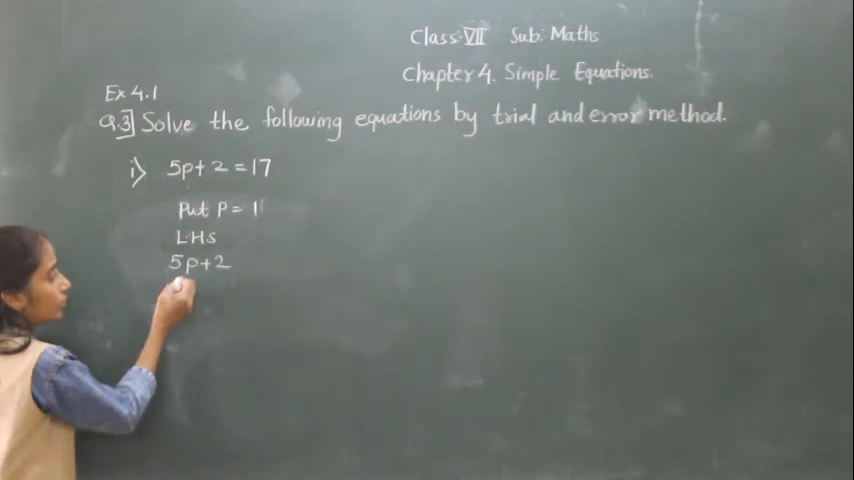 Class:VII Sub: Maths
Chapter 4. Simple Equations.
Ex 4.1
Q.3] Solve the following equations by trial and error method.
i) 5p+2=17
Put P = 1
LHS
5p+2